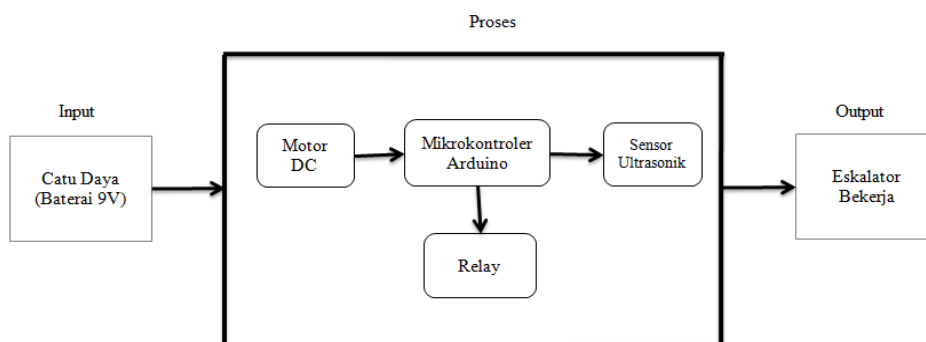 Proses
Input
Output
Catu Daya
(Baterai 9V)
Motor
DC
Mikrokontroler
Arduino
Sensor
Ultrasonik
Relay
Eskalator
Bekerja